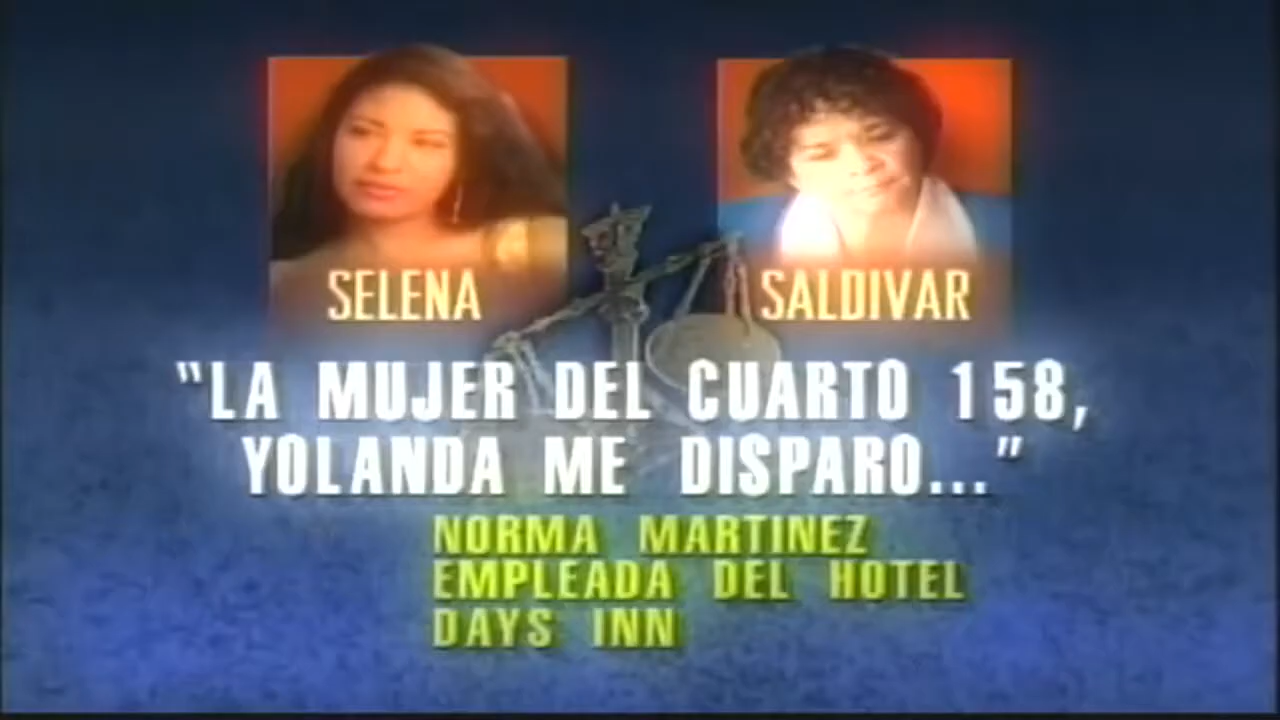 SELENA
SALDIVAR
“LA MUJER DEL CUARTO 158,
YOLANDA ME DISPARO...”
NORMA MARTINEZ
EMPLEADA DEL HOTEL
DAYS INN